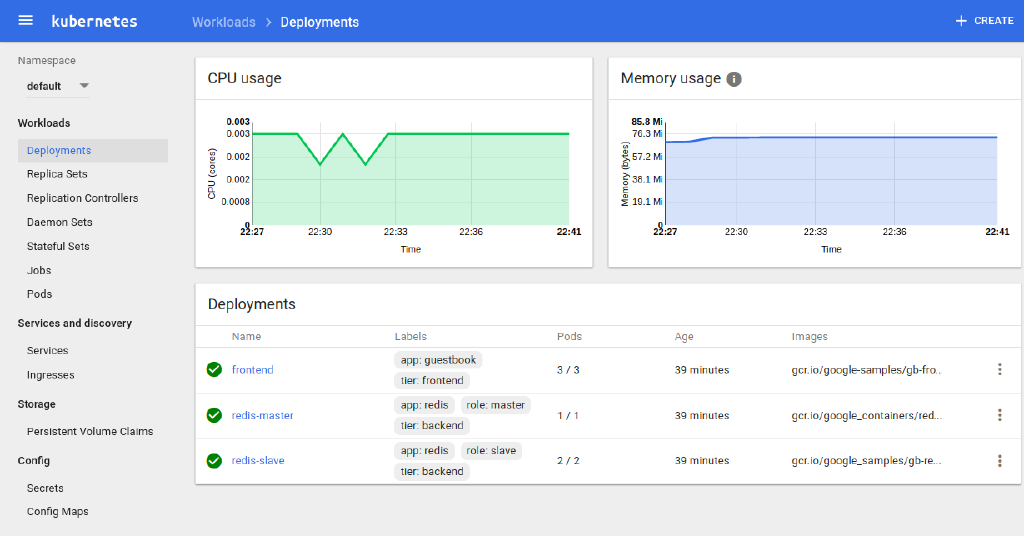 kubernetes
Workloads > Deployments
+ CREATE
Namespace
default
Workloads
Deployments
Replica Sets
Replication Controllers
Daemon Sets
Stateful Sets
Jobs
Pods
Services and discovery
Services
Ingresses
Storage
Persistent Volume Claims
Config
Secrets
Config Maps
CPU usage
CPU (cores)
0.003
0.003
0.002
0.002
0.0008
0
22:27 22:30 22:33 22:36 22:41
Time
Memory usage
Memory (bytes)
85.8 Mi
76.3 Mi
57.2 Mi
38.1 Mi
19.1 Mi
0
22:27 22:30 22:33 22:36 22:41
Time
Deployments
Name Labels Pods Age Images
frontend app: guestbook tier: frontend 3 / 3 39 minutes gcr.io/google-samples/gb-fro...
redis-master app: redis role: master tier: backend 1 / 1 39 minutes gcr.io/google_containers/red...
redis-slave app: redis role: slave tier: backend 2 / 2 39 minutes gcr.io/google_samples/gb-re...